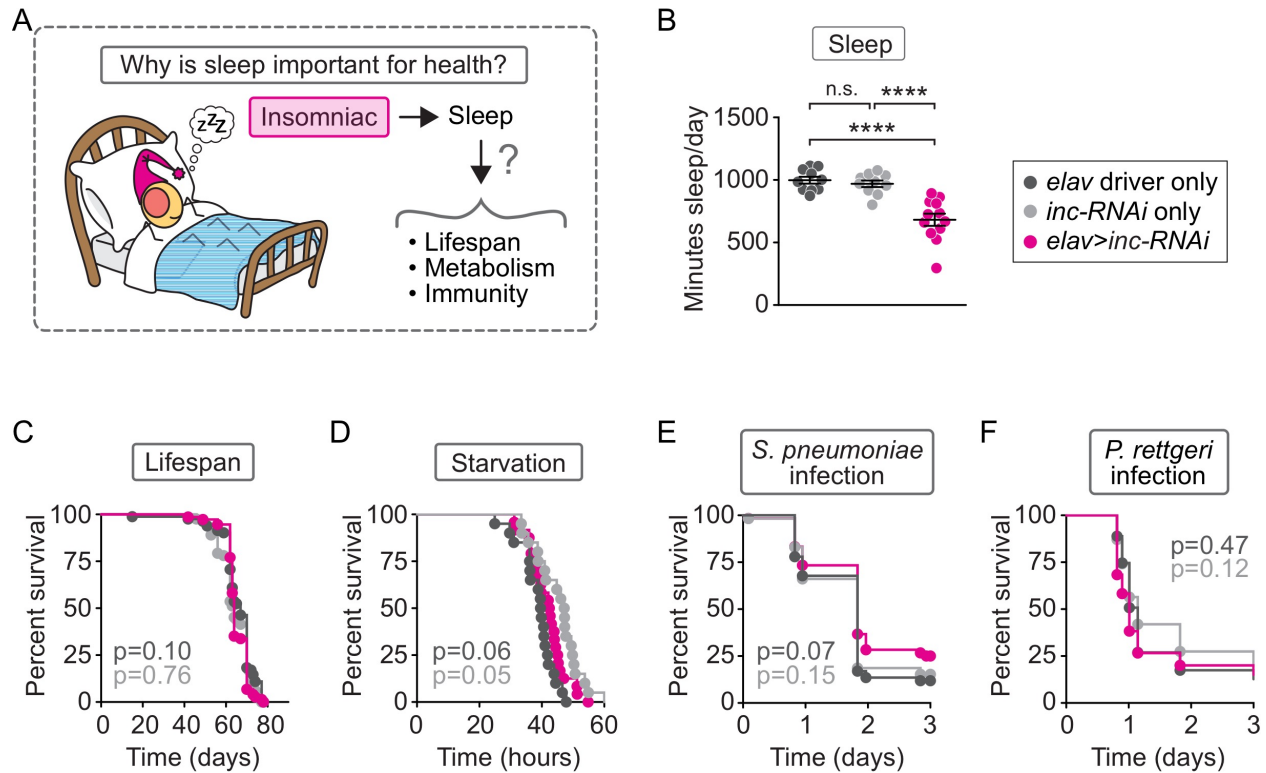 A
Why is sleep important for health?
zZZ
Insomniac
Sleep
?
• Lifespan
• Metabolism
• Immunity
B
Sleep
n.s.
****
****
Minutes sleep/day
1500
1000
500
0
elav driver only
inc-RNAi only
elav>inc-RNAi
C
Lifespan
Percent survival
100
75
50
25
0
p=0.10
p=0.76
0
20
40
60
80
Time (days)
D
Starvation
Percent survival
100
75
50
25
0
p=0.06
p=0.05
0
20
40
60
Time (hours)
E
S. pneumoniae
infection
Percent survival
100
75
50
25
0
p=0.07
p=0.15
0
1
2
3
Time (days)
F
P. rettgeri
infection
Percent survival
100
75
50
25
0
p=0.47
p=0.12
0
1
2
3
Time (days)